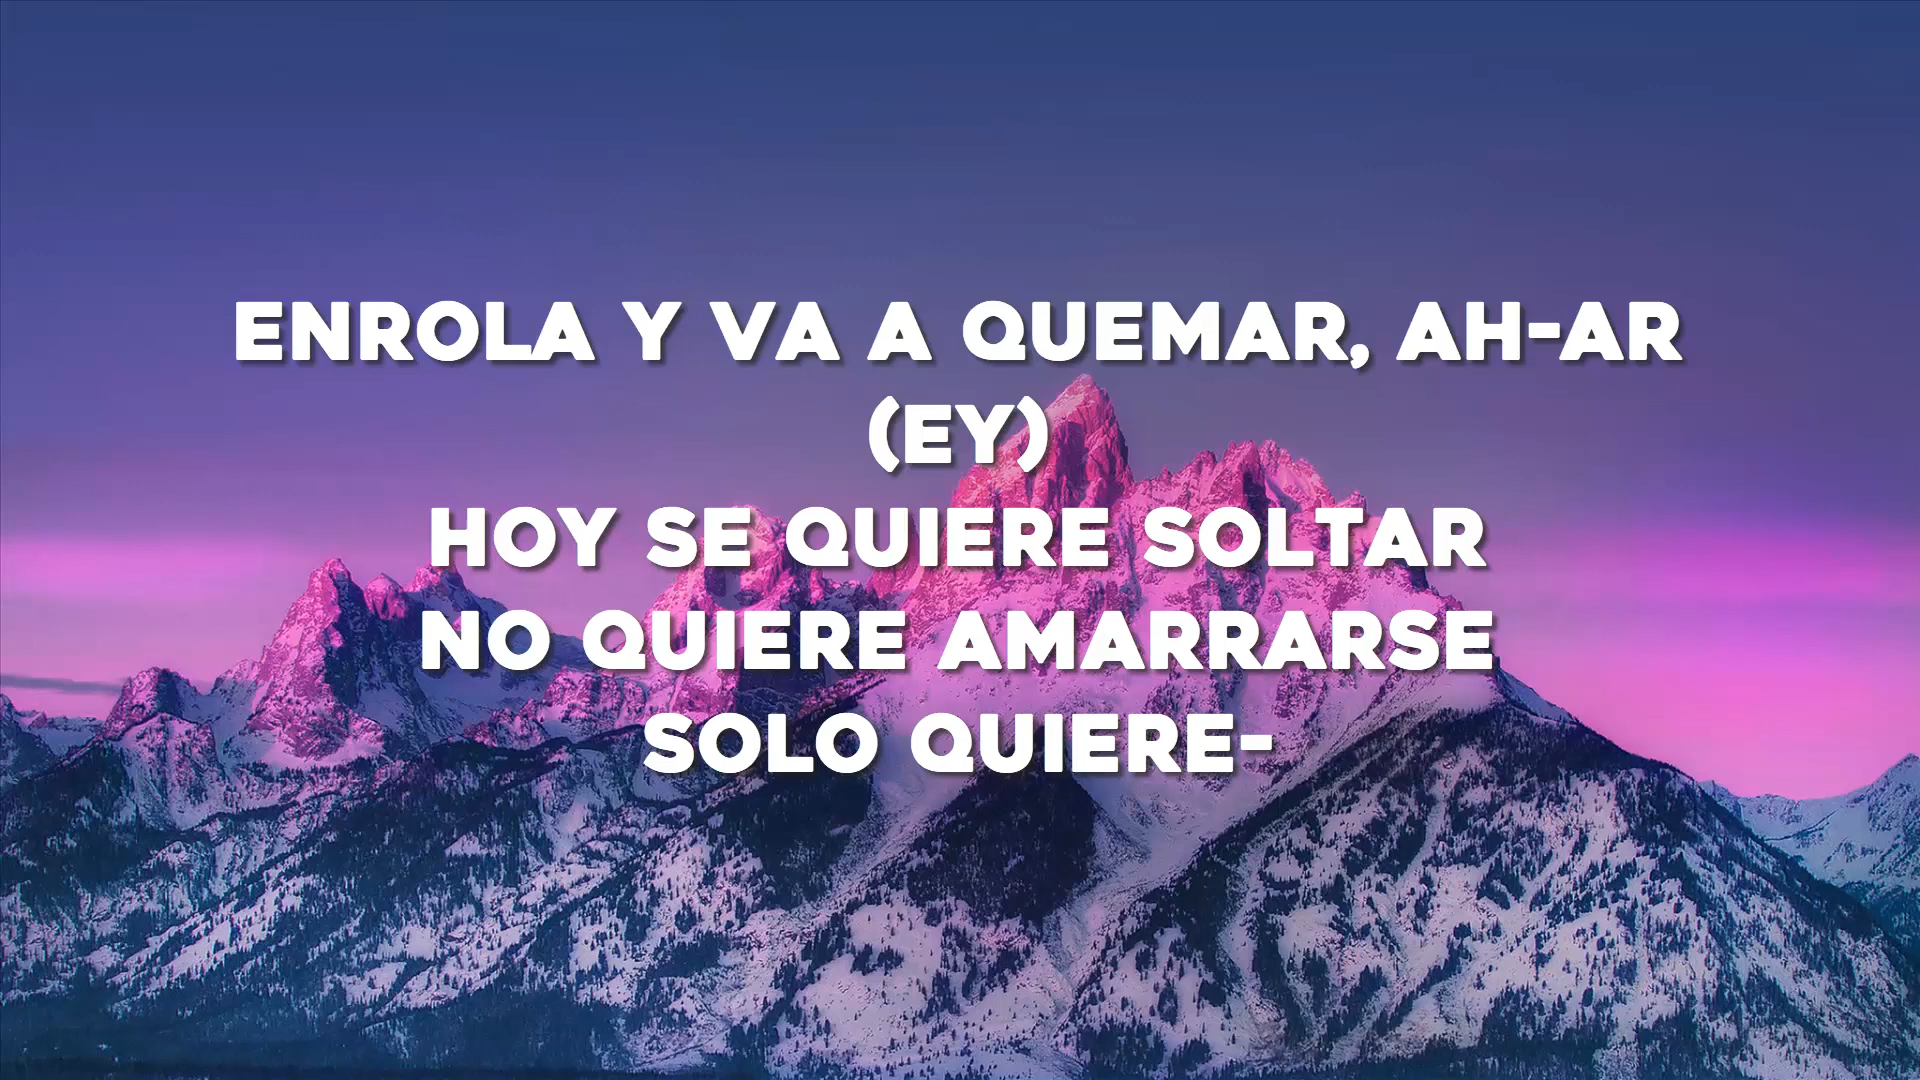 ENROLA Y VA A QUEMAR, AH-AR
(EY)
HOY SE QUIERE SOLTAR
NO QUIERE AMARRARSE
SOLO QUIERE-